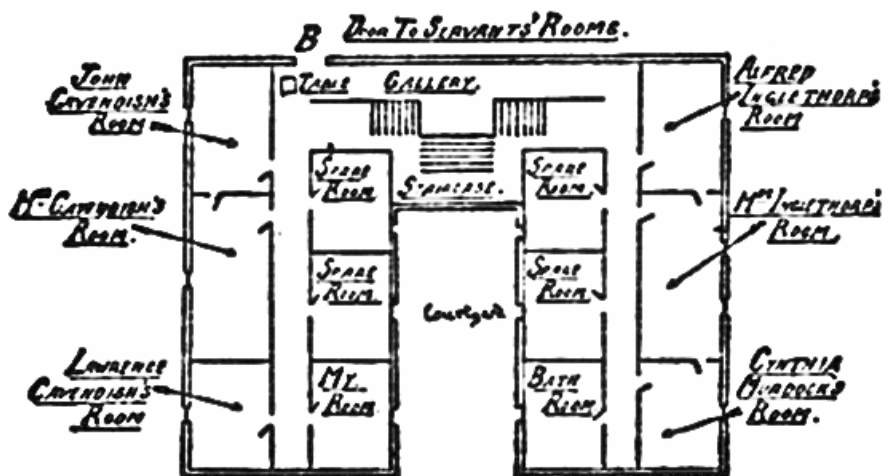 B DOOR TO SERVANTS' ROOMS.
JOHN
CAVENDISH'S
ROOM
TABLE GALLERY.
ALFRED
INGLETHORP'S
ROOM
SPARE
ROOM
STAIRCASE.
SPARE
ROOM
MRS CAVENDISH'S
ROOM.
MRS INGLETHORP'S
ROOM
SPARE
ROOM
Courtyard
SPARE
ROOM
LAWRENCE
CAVENDISH'S
ROOM
MY
ROOM
BATH
ROOM
CYNTHIA
MURDOCH'S
ROOM.